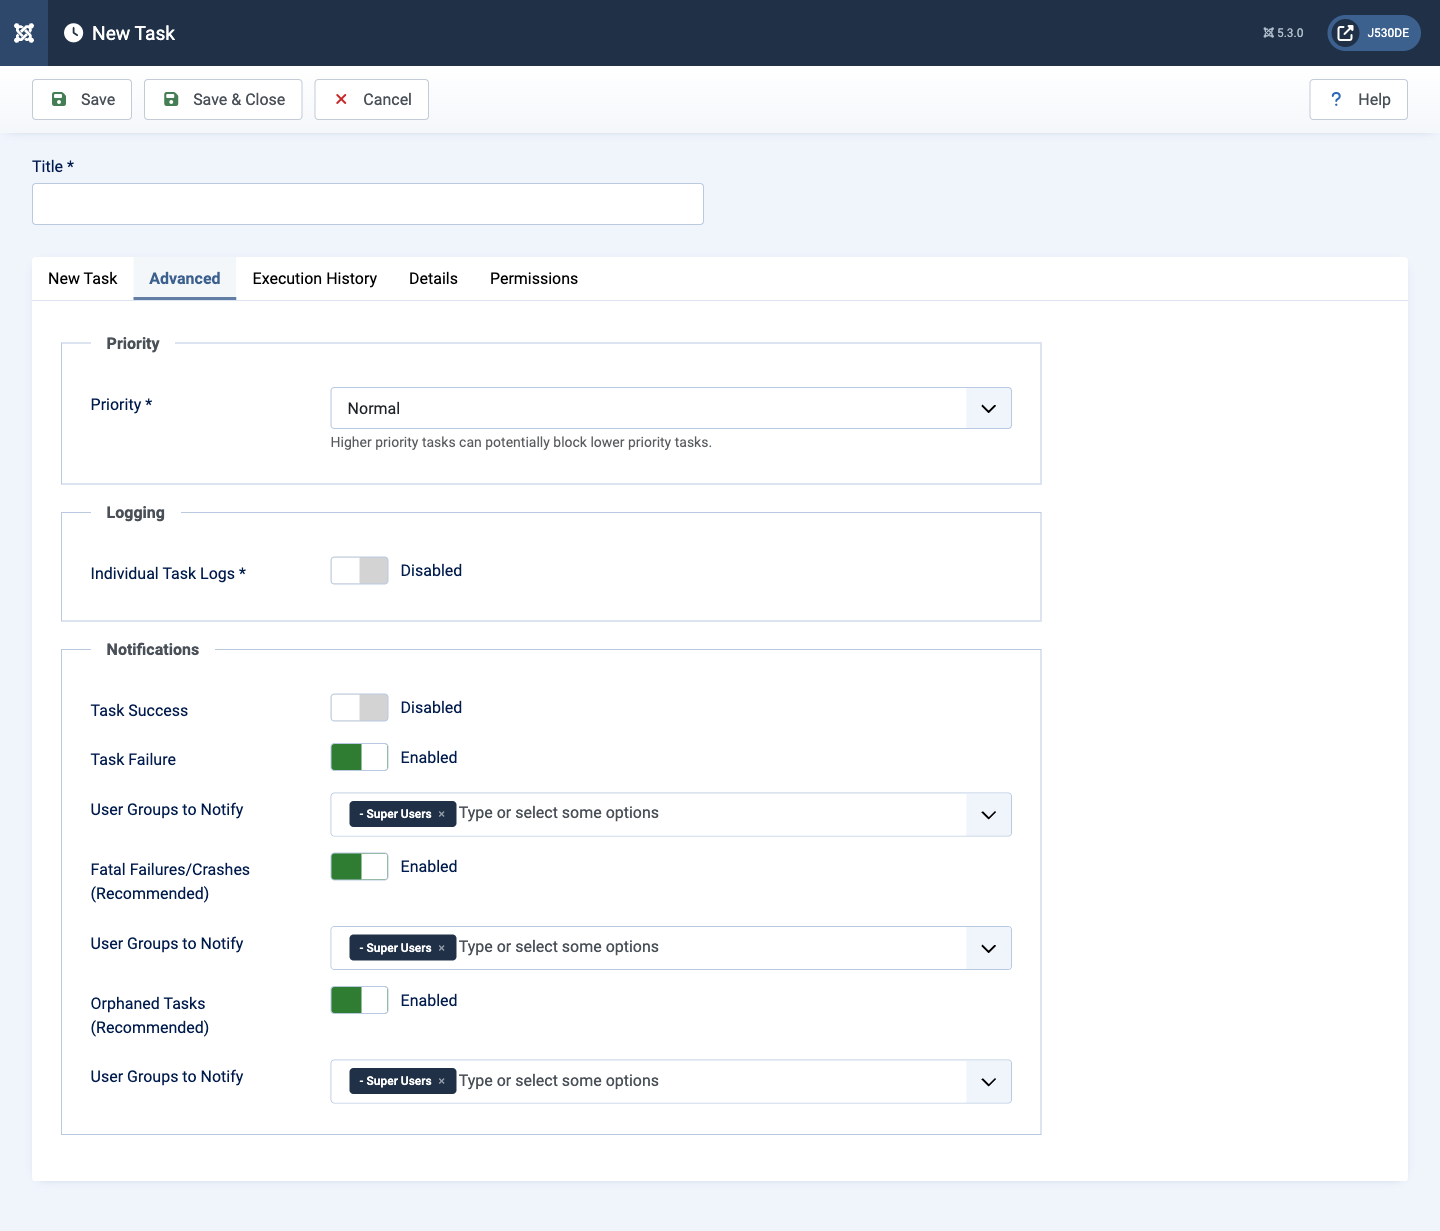 New Task
5.3.0
J530DE
Save
Save & Close
Cancel
? Help
Title *
New Task
Advanced
Execution History
Details
Permissions
Priority
Priority *
Normal
Higher priority tasks can potentially block lower priority tasks.
Logging
Individual Task Logs *
Disabled
Notifications
Task Success
Disabled
Task Failure
Enabled
User Groups to Notify
- Super Users × Type or select some options
Fatal Failures/Crashes
(Recommended)
Enabled
User Groups to Notify
- Super Users × Type or select some options
Orphaned Tasks
(Recommended)
Enabled
User Groups to Notify
- Super Users × Type or select some options